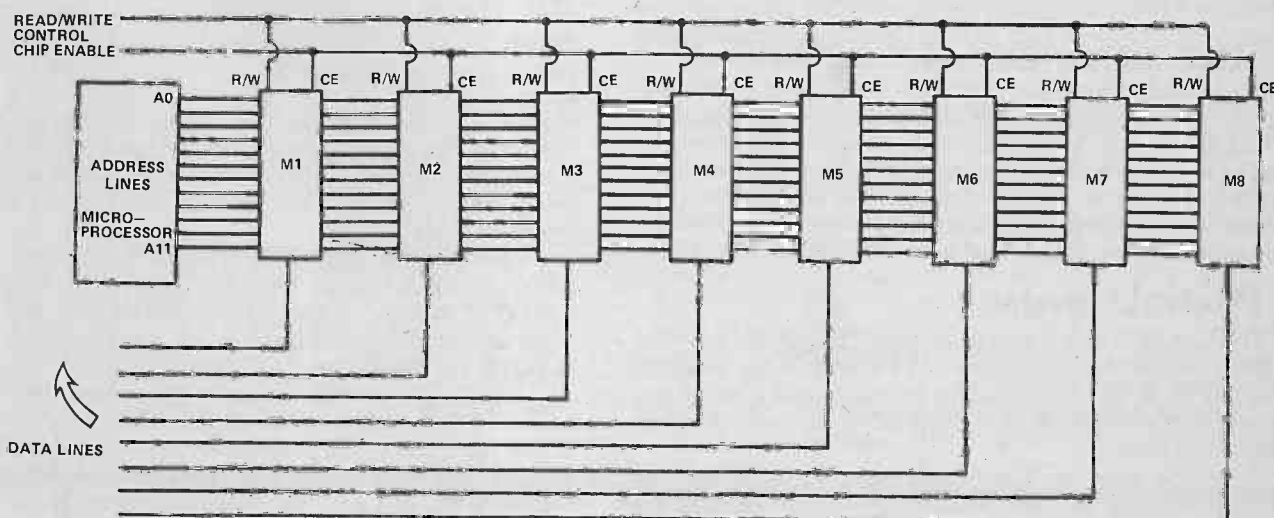 READ/WRITE
CONTROL
CHIP ENABLE
R/W CE R/W CE R/W CE R/W CE R/W CE R/W CE R/W CE R/W CE
A0
ADDRESS
LINES
MICRO–
PROCESSOR
A11
M1 M2 M3 M4 M5 M6 M7 M8
DATA LINES